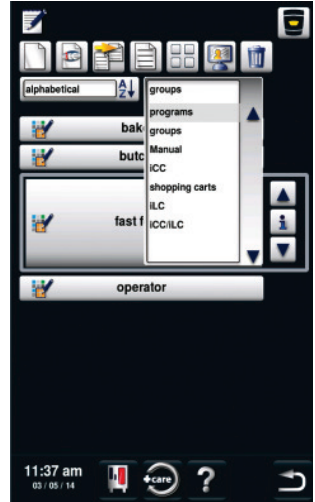 alphabetical
A
Z
groups
programs
groups
Manual
iCC
shopping carts
iLC
iCC/iLC
bak
butc
fast f
i
operator
11:37 am
03 / 05 / 14
+care
?